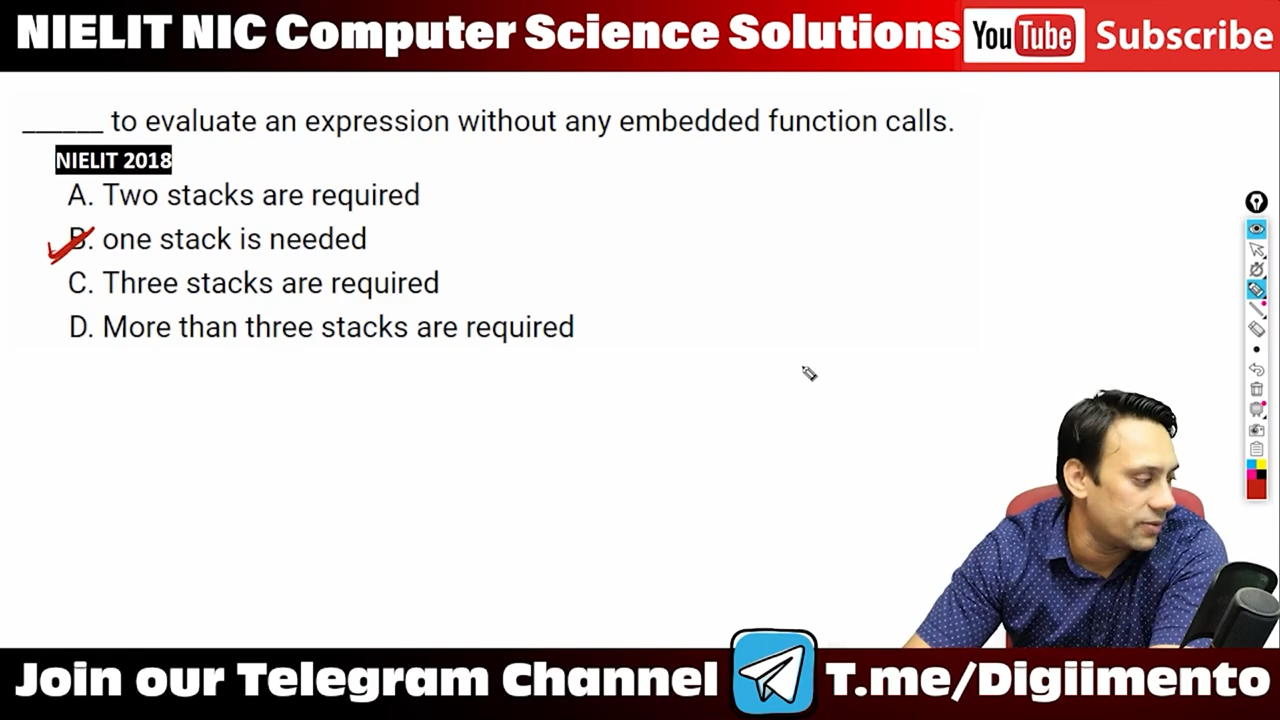 NIELIT NIC Computer Science Solutions YouTube Subscribe
______ to evaluate an expression without any embedded function calls.
NIELIT 2018
A. Two stacks are required
B. one stack is needed
C. Three stacks are required
D. More than three stacks are required
Join our Telegram Channel T.me/Digiimento